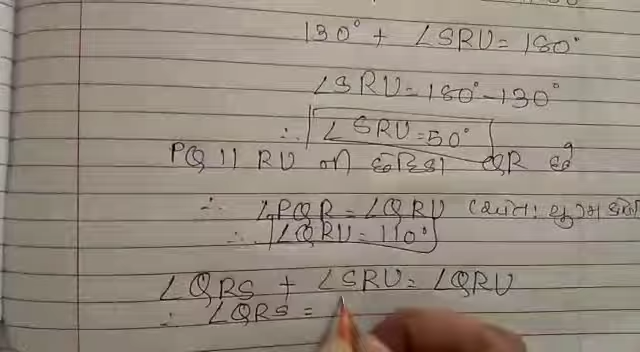 130° + ∠SRU = 180°
∠SRU = 180° - 130°
∴ ∠SRU = 50°
PQ || RU ની છેદિકા QR છે
∴ ∠PQR = ∠QRU (
∴ ∠QRU = 110°
∠QRS + ∠SRU = ∠QRU
∴ ∠QRS =